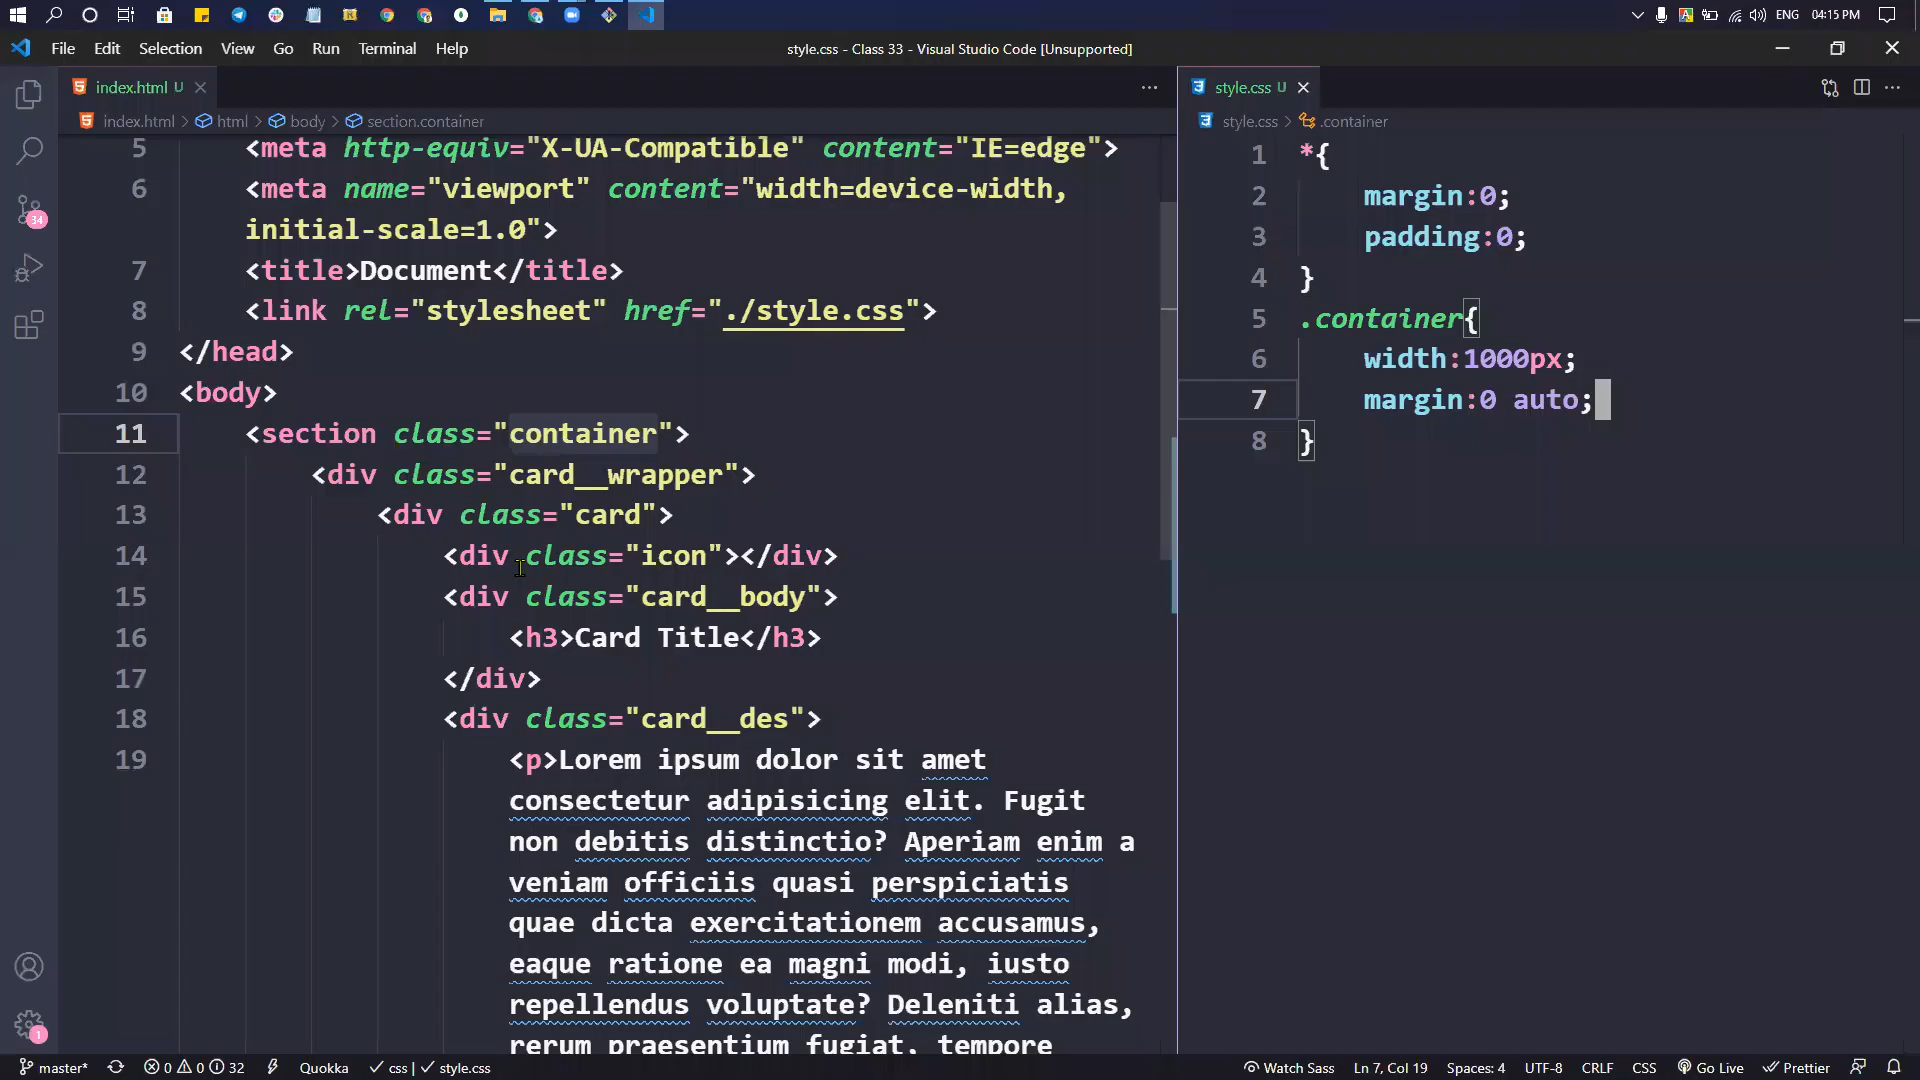 ENG 04:15 PM
File Edit Selection View Go Run Terminal Help
style.css - Class 33 - Visual Studio Code [Unsupported]
index.html U
style.css U
index.html html body section.container
style.css .container
5 <meta http-equiv="X-UA-Compatible" content="IE=edge">
6 <meta name="viewport" content="width=device-width,
initial-scale=1.0">
7 <title>Document</title>
8 <link rel="stylesheet" href="./style.css">
9 </head>
10 <body>
11 <section class="container">
12 <div class="card__wrapper">
13 <div class="card">
14 <div class="icon"></div>
15 <div class="card__body">
16 <h3>Card Title</h3>
17 </div>
18 <div class="card__des">
19 <p>Lorem ipsum dolor sit amet
consectetur adipisicing elit. Fugit
non debitis distinctio? Aperiam enim a
veniam officiis quasi perspiciatis
quae dicta exercitationem accusamus,
eaque ratione ea magni modi, iusto
repellendus voluptate? Deleniti alias,
rerum praesentium fugiat, tempore
1 *{
2 margin:0;
3 padding:0;
4 }
5 .container{
6 width:1000px;
7 margin:0 auto;
8 }
34
1
master* 0 0 32 Quokka css | style.css
Watch Sass Ln 7, Col 19 Spaces: 4 UTF-8 CRLF CSS Go Live Prettier